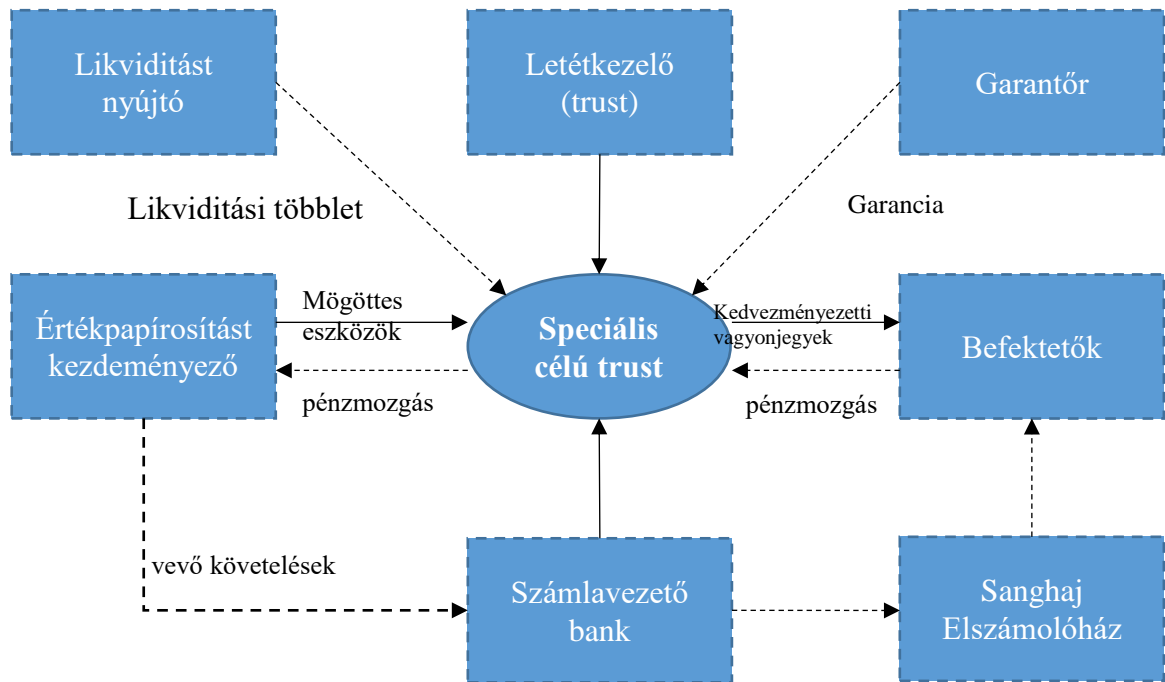 Likviditást
nyújtó
Letétkezelő
(trust)
Garantőr
Likviditási többlet
Garancia
Értékpapírosítást
kezdeményező
Mögöttes
eszközök
pénzmozgás
Speciális
célú trust
Kedvezményezetti
vagyonjegyek
pénzmozgás
Befektetők
vevő követelések
Számlavezető
bank
Sanghaj
Elszámolóház